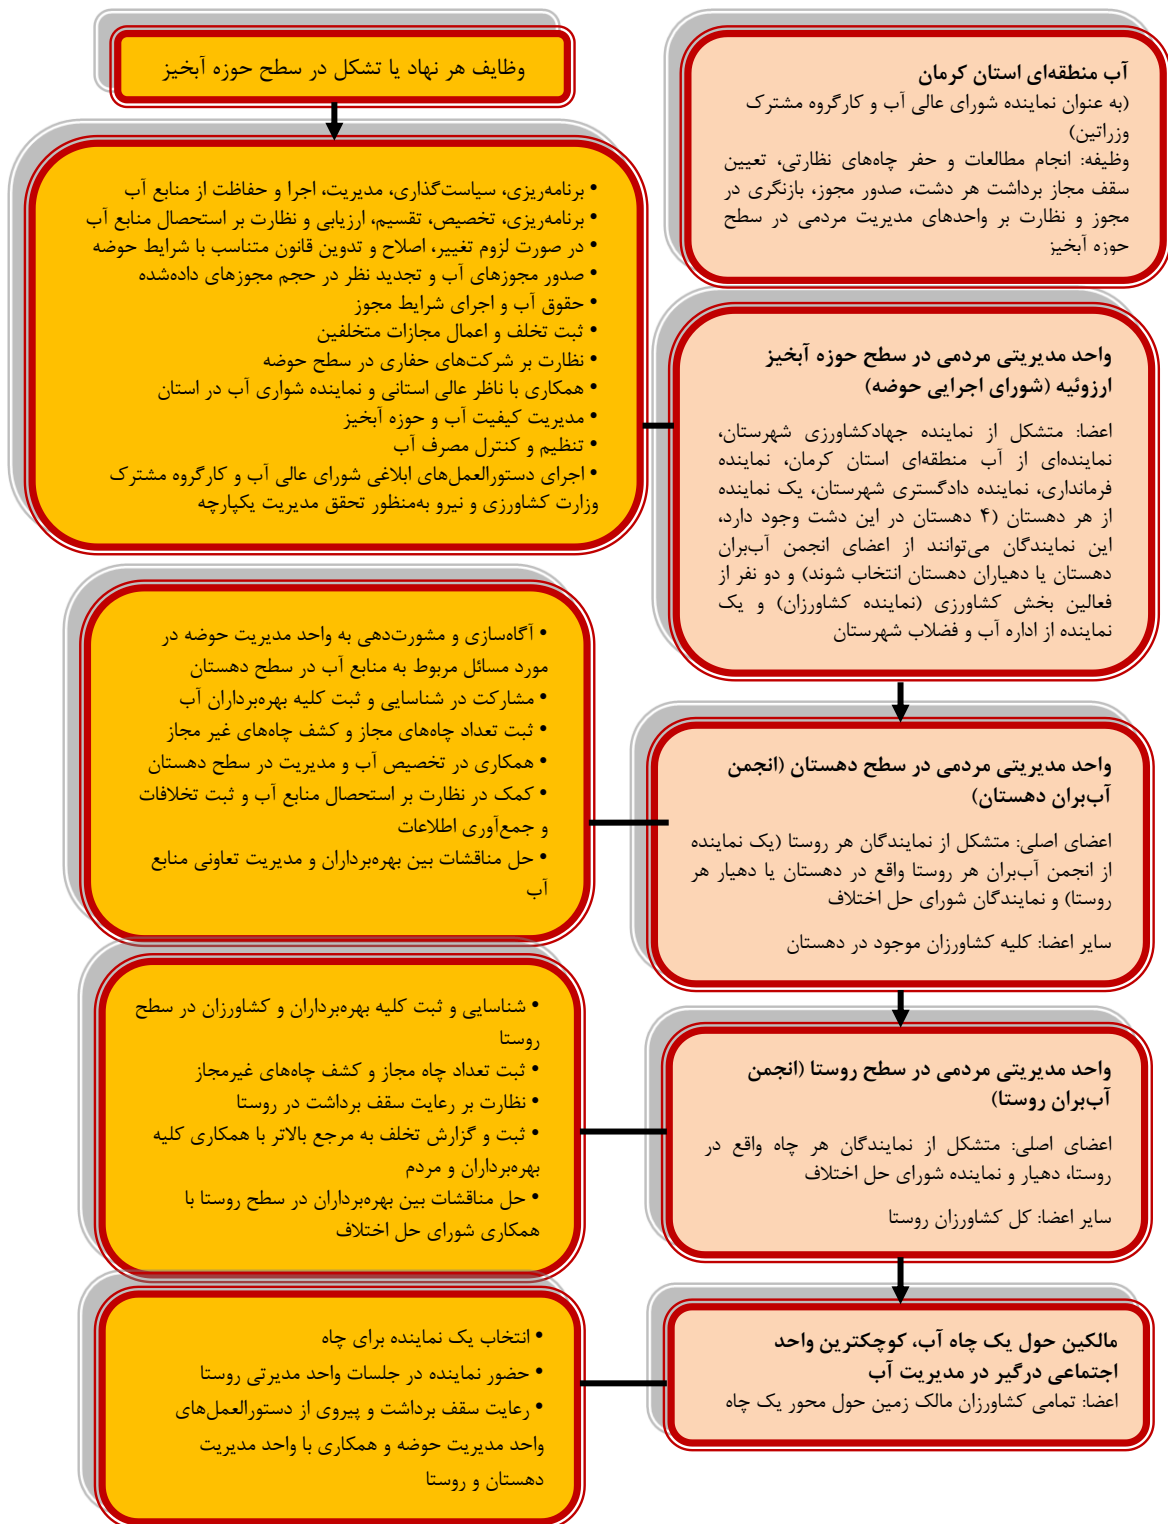 وظایف هر نهاد یا تشکل در سطح حوزه آبخیز
آب منطقه‌ای استان کرمان
(به عنوان نماینده شورای عالی آب و کارگروه مشترک
وزراتین)
وظیفه: انجام مطالعات و حفر چاه‌های نظارتی، تعیین
سقف مجاز برداشت هر دشت، صدور مجوز، بازنگری در
مجوز و نظارت بر واحدهای مدیریت مردمی در سطح
حوزه آبخیز
• برنامه‌ریزی، سیاست‌گذاری، مدیریت، اجرا و حفاظت از منابع آب
• برنامه‌ریزی، تخصیص، تقسیم، ارزیابی و نظارت بر استحصال منابع آب
• در صورت لزوم تغییر، اصلاح و تدوین قانون متناسب با شرایط حوضه
• صدور مجوزهای آب و تجدید نظر در حجم مجوزهای داده‌شده
• حقوق آب و اجرای شرایط مجوز
• ثبت تخلف و اعمال مجازات متخلفین
• نظارت بر شرکت‌های حفاری در سطح حوضه
• همکاری با ناظر عالی استانی و نماینده شواری آب در استان
• مدیریت کیفیت آب و حوزه آبخیز
• تنظیم و کنترل مصرف آب
• اجرای دستورالعمل‌های ابلاغی شورای عالی آب و کارگروه مشترک
وزارت کشاورزی و نیرو به‌منظور تحقق مدیریت یکپارچه
واحد مدیریتی مردمی در سطح حوزه آبخیز
ارزوئیه (شورای اجرایی حوضه)
اعضا: متشکل از نماینده جهادکشاورزی شهرستان،
نماینده‌ای از آب منطقه‌ای استان کرمان، نماینده
فرمانداری، نماینده دادگستری شهرستان، یک نماینده
از هر دهستان (۴ دهستان در این دشت وجود دارد،
این نمایندگان می‌توانند از اعضای انجمن آب‌بران
دهستان یا دهیاران دهستان انتخاب شوند) و دو نفر از
فعالین بخش کشاورزی (نماینده کشاورزان) و یک
نماینده از اداره آب و فضلاب شهرستان
• آگاه‌سازی و مشورت‌دهی به واحد مدیریت حوضه در
مورد مسائل مربوط به منابع آب در سطح دهستان
• مشارکت در شناسایی و ثبت کلیه بهره‌برداران آب
• ثبت تعداد چاه‌های مجاز و کشف چاه‌های غیر مجاز
• همکاری در تخصیص آب و مدیریت در سطح دهستان
• کمک در نظارت بر استحصال منابع آب و ثبت تخلافات
و جمع‌آوری اطلاعات
• حل مناقشات بین بهره‌برداران و مدیریت تعاونی منابع
آب
واحد مدیریتی مردمی در سطح دهستان (انجمن
آب‌بران دهستان)
اعضای اصلی: متشکل از نمایندگان هر روستا (یک نماینده
از انجمن آب‌بران هر روستا واقع در دهستان یا دهیار هر
روستا) و نمایندگان شورای حل اختلاف
سایر اعضا: کلیه کشاورزان موجود در دهستان
• شناسایی و ثبت کلیه بهره‌برداران و کشاورزان در سطح
روستا
• ثبت تعداد چاه مجاز و کشف چاه‌های غیرمجاز
• نظارت بر رعایت سقف برداشت در روستا
• ثبت و گزارش تخلف به مرجع بالاتر با همکاری کلیه
بهره‌برداران و مردم
• حل مناقشات بین بهره‌برداران در سطح روستا با
همکاری شورای حل اختلاف
واحد مدیریتی مردمی در سطح روستا (انجمن
آب‌بران روستا)
اعضای اصلی: متشکل از نمایندگان هر چاه واقع در
روستا، دهیار و نماینده شورای حل اختلاف
سایر اعضا: کل کشاورزان روستا
• انتخاب یک نماینده برای چاه
• حضور نماینده در جلسات واحد مدیرتی روستا
• رعایت سقف برداشت و پیروی از دستورالعمل‌های
واحد مدیریت حوضه و همکاری با واحد مدیریت
دهستان و روستا
مالکین حول یک چاه آب، کوچکترین واحد
اجتماعی درگیر در مدیریت آب
اعضا: تمامی کشاورزان مالک زمین حول محور یک چاه